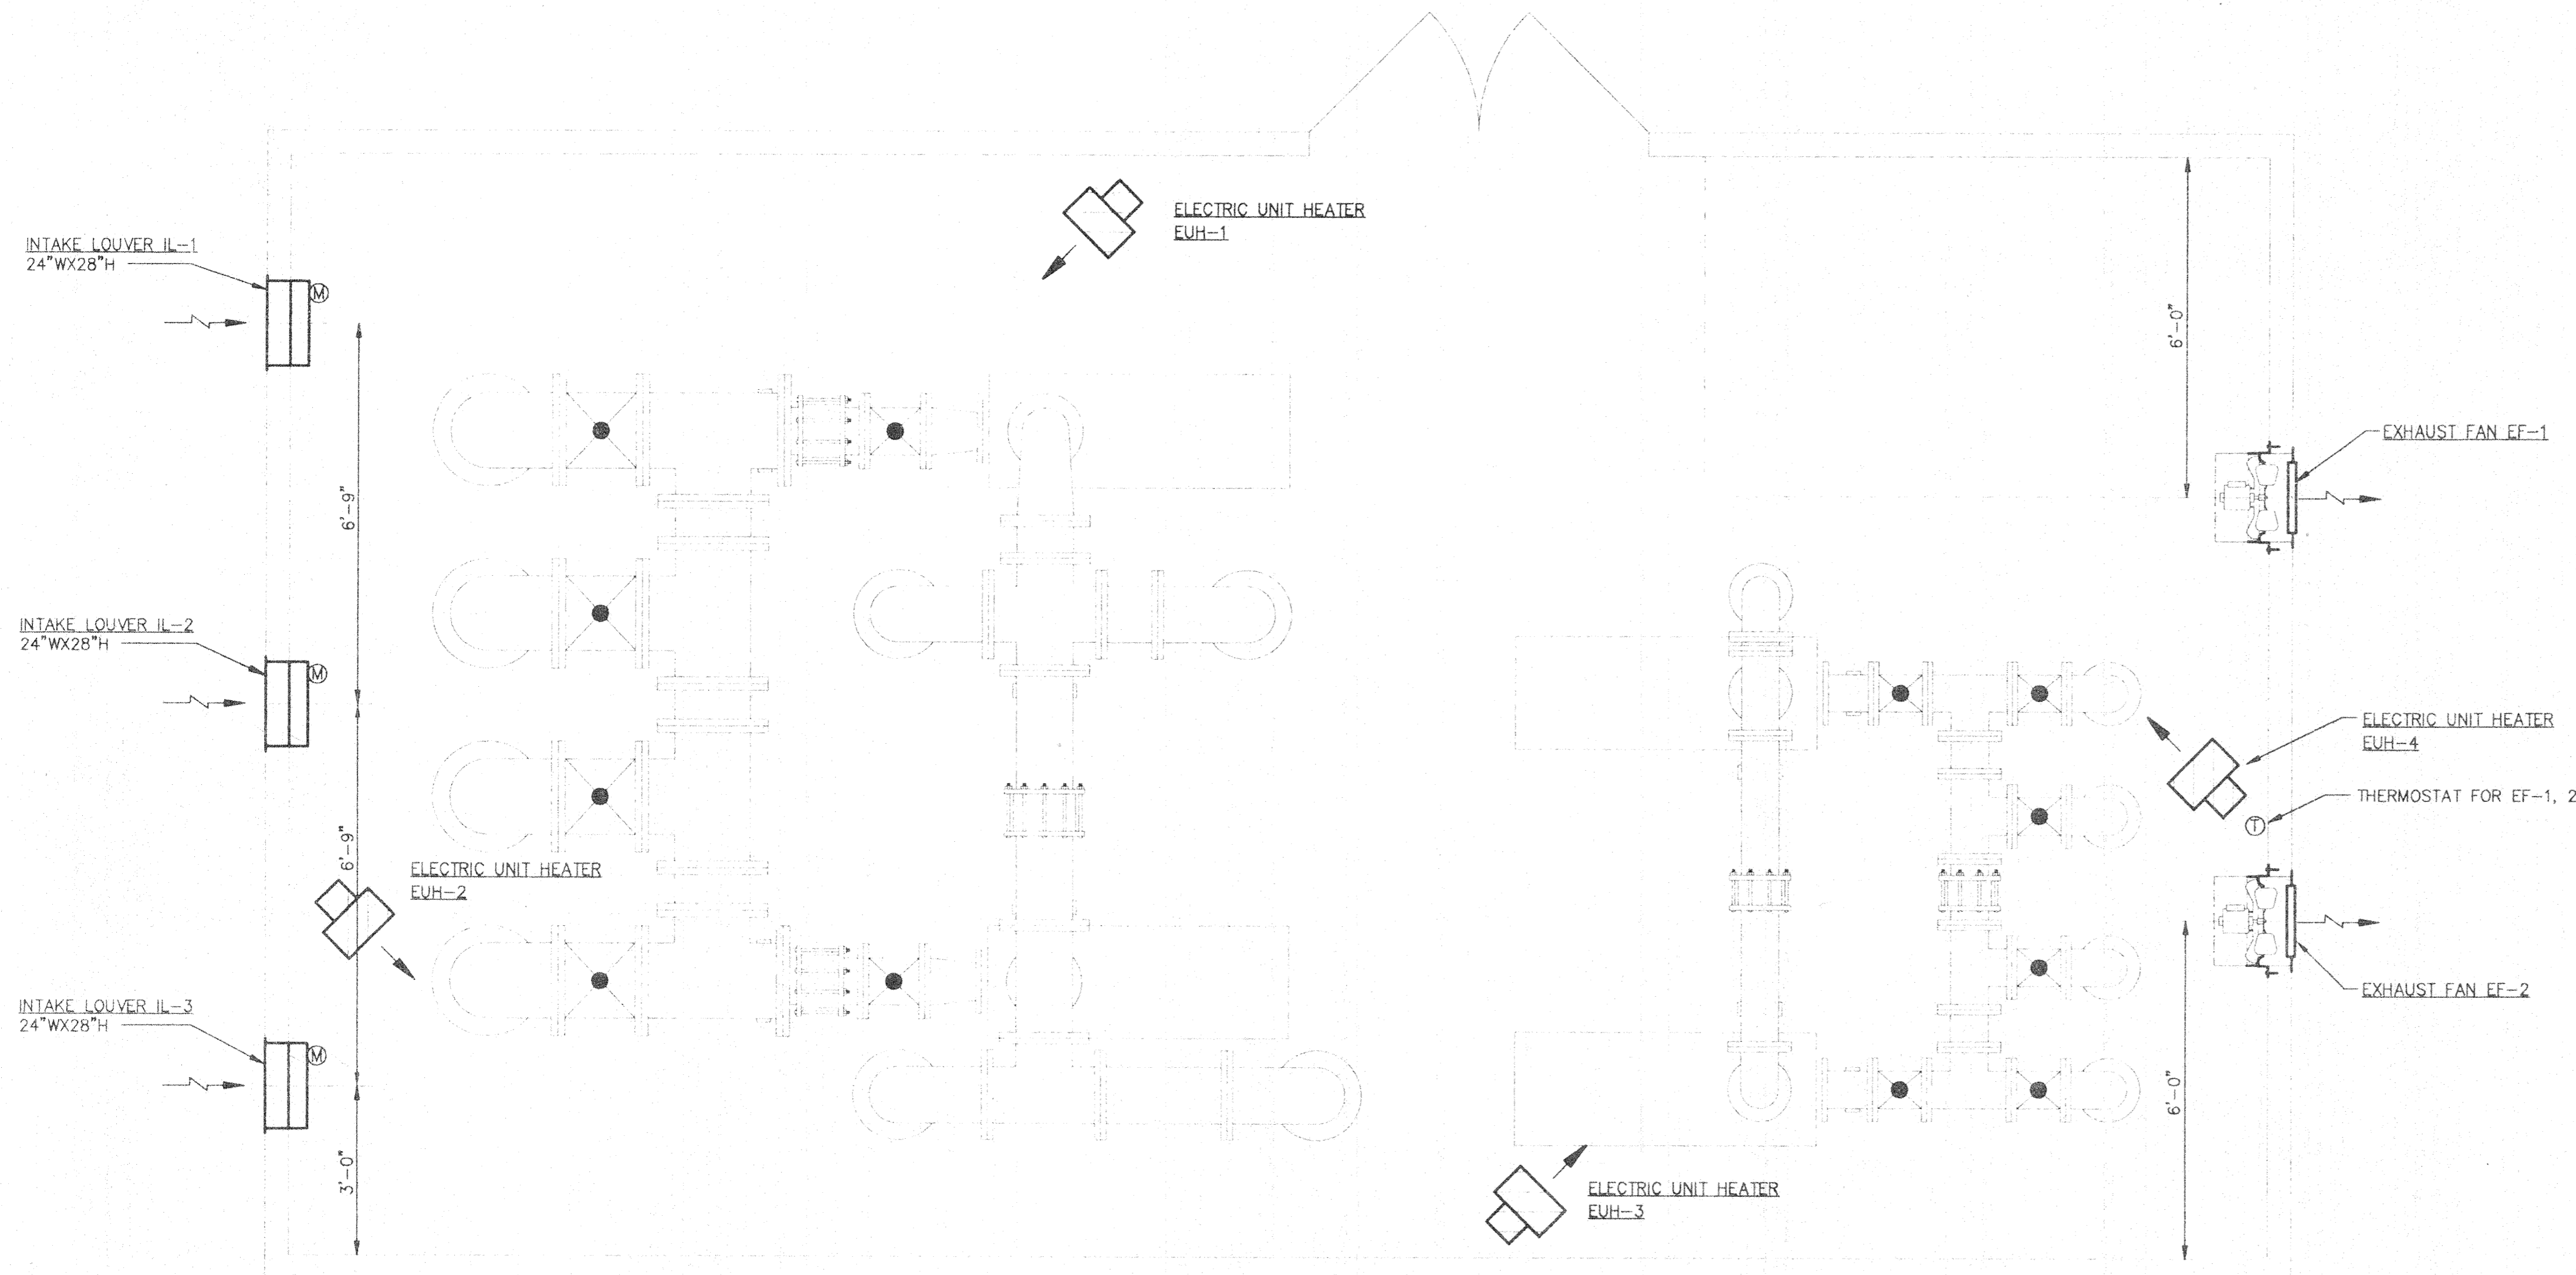 ELECTRIC UNIT HEATER
EUH-1
INTAKE LOUVER IL-1
24"WX28"H
M
6'-0"
EXHAUST FAN EF-1
6'-9"
INTAKE LOUVER IL-2
24"WX28"H
M
ELECTRIC UNIT HEATER
EUH-4
THERMOSTAT FOR EF-1, 2
T
6'-9"
ELECTRIC UNIT HEATER
EUH-2
EXHAUST FAN EF-2
INTAKE LOUVER IL-3
24"WX28"H
M
6'-0"
3'-0"
ELECTRIC UNIT HEATER
EUH-3